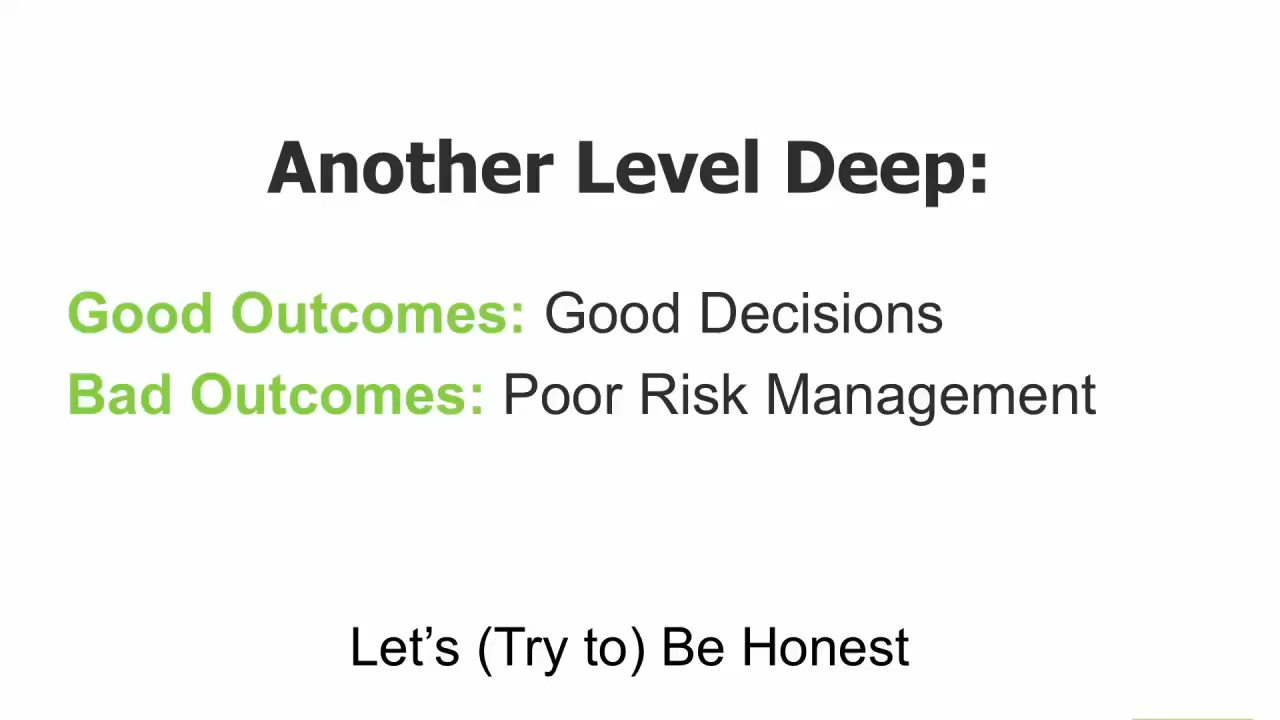 Another Level Deep:
Good Outcomes: Good Decisions
Bad Outcomes: Poor Risk Management
Let’s (Try to) Be Honest